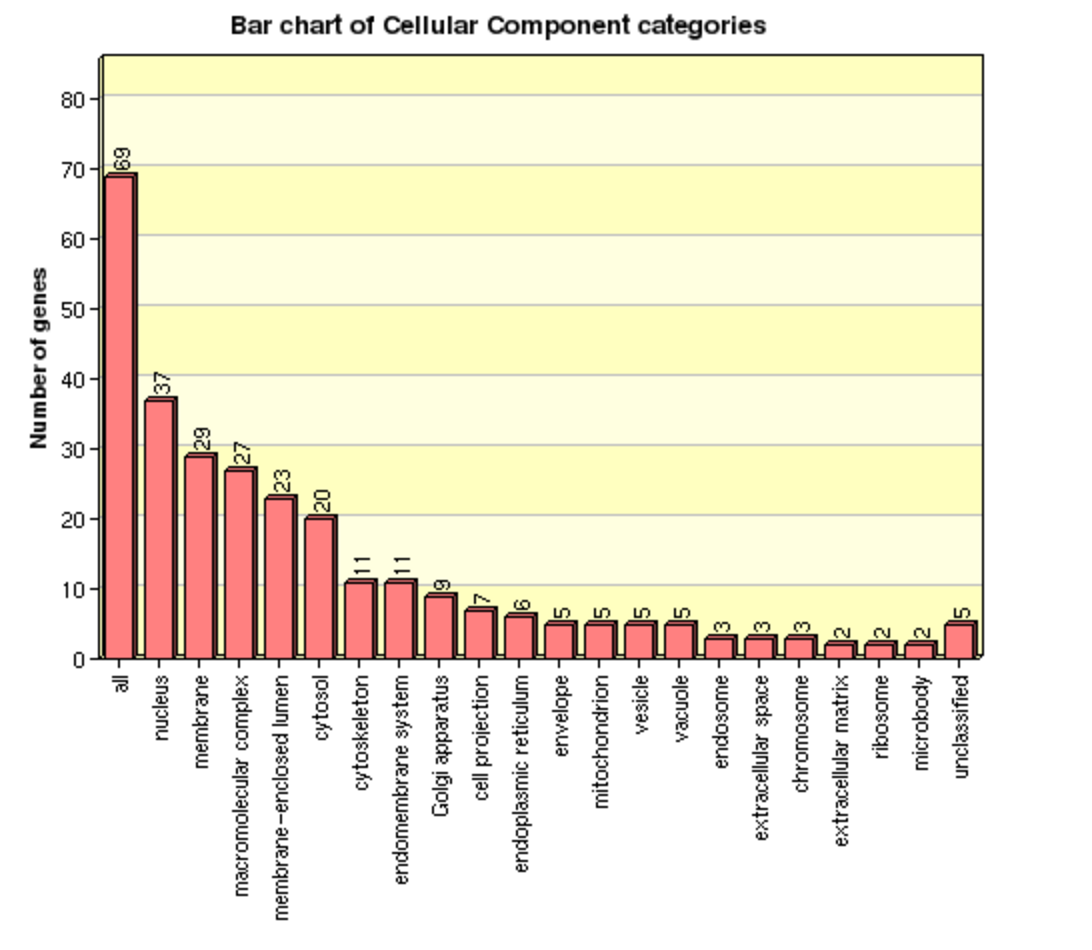 Bar chart of Cellular Component categories
Number of genes
80
70
60
50
40
30
20
10
0
69
37
29
27
23
20
11
11
9
7
6
5
5
5
5
3
3
3
2
2
2
5
all
nucleus
membrane
macromolecular complex
membrane-enclosed lumen
cytosol
cytoskeleton
endomembrane system
Golgi apparatus
cell projection
endoplasmic reticulum
envelope
mitochondrion
vesicle
vacuole
endosome
extracellular space
chromosome
extracellular matrix
ribosome
microbody
unclassified